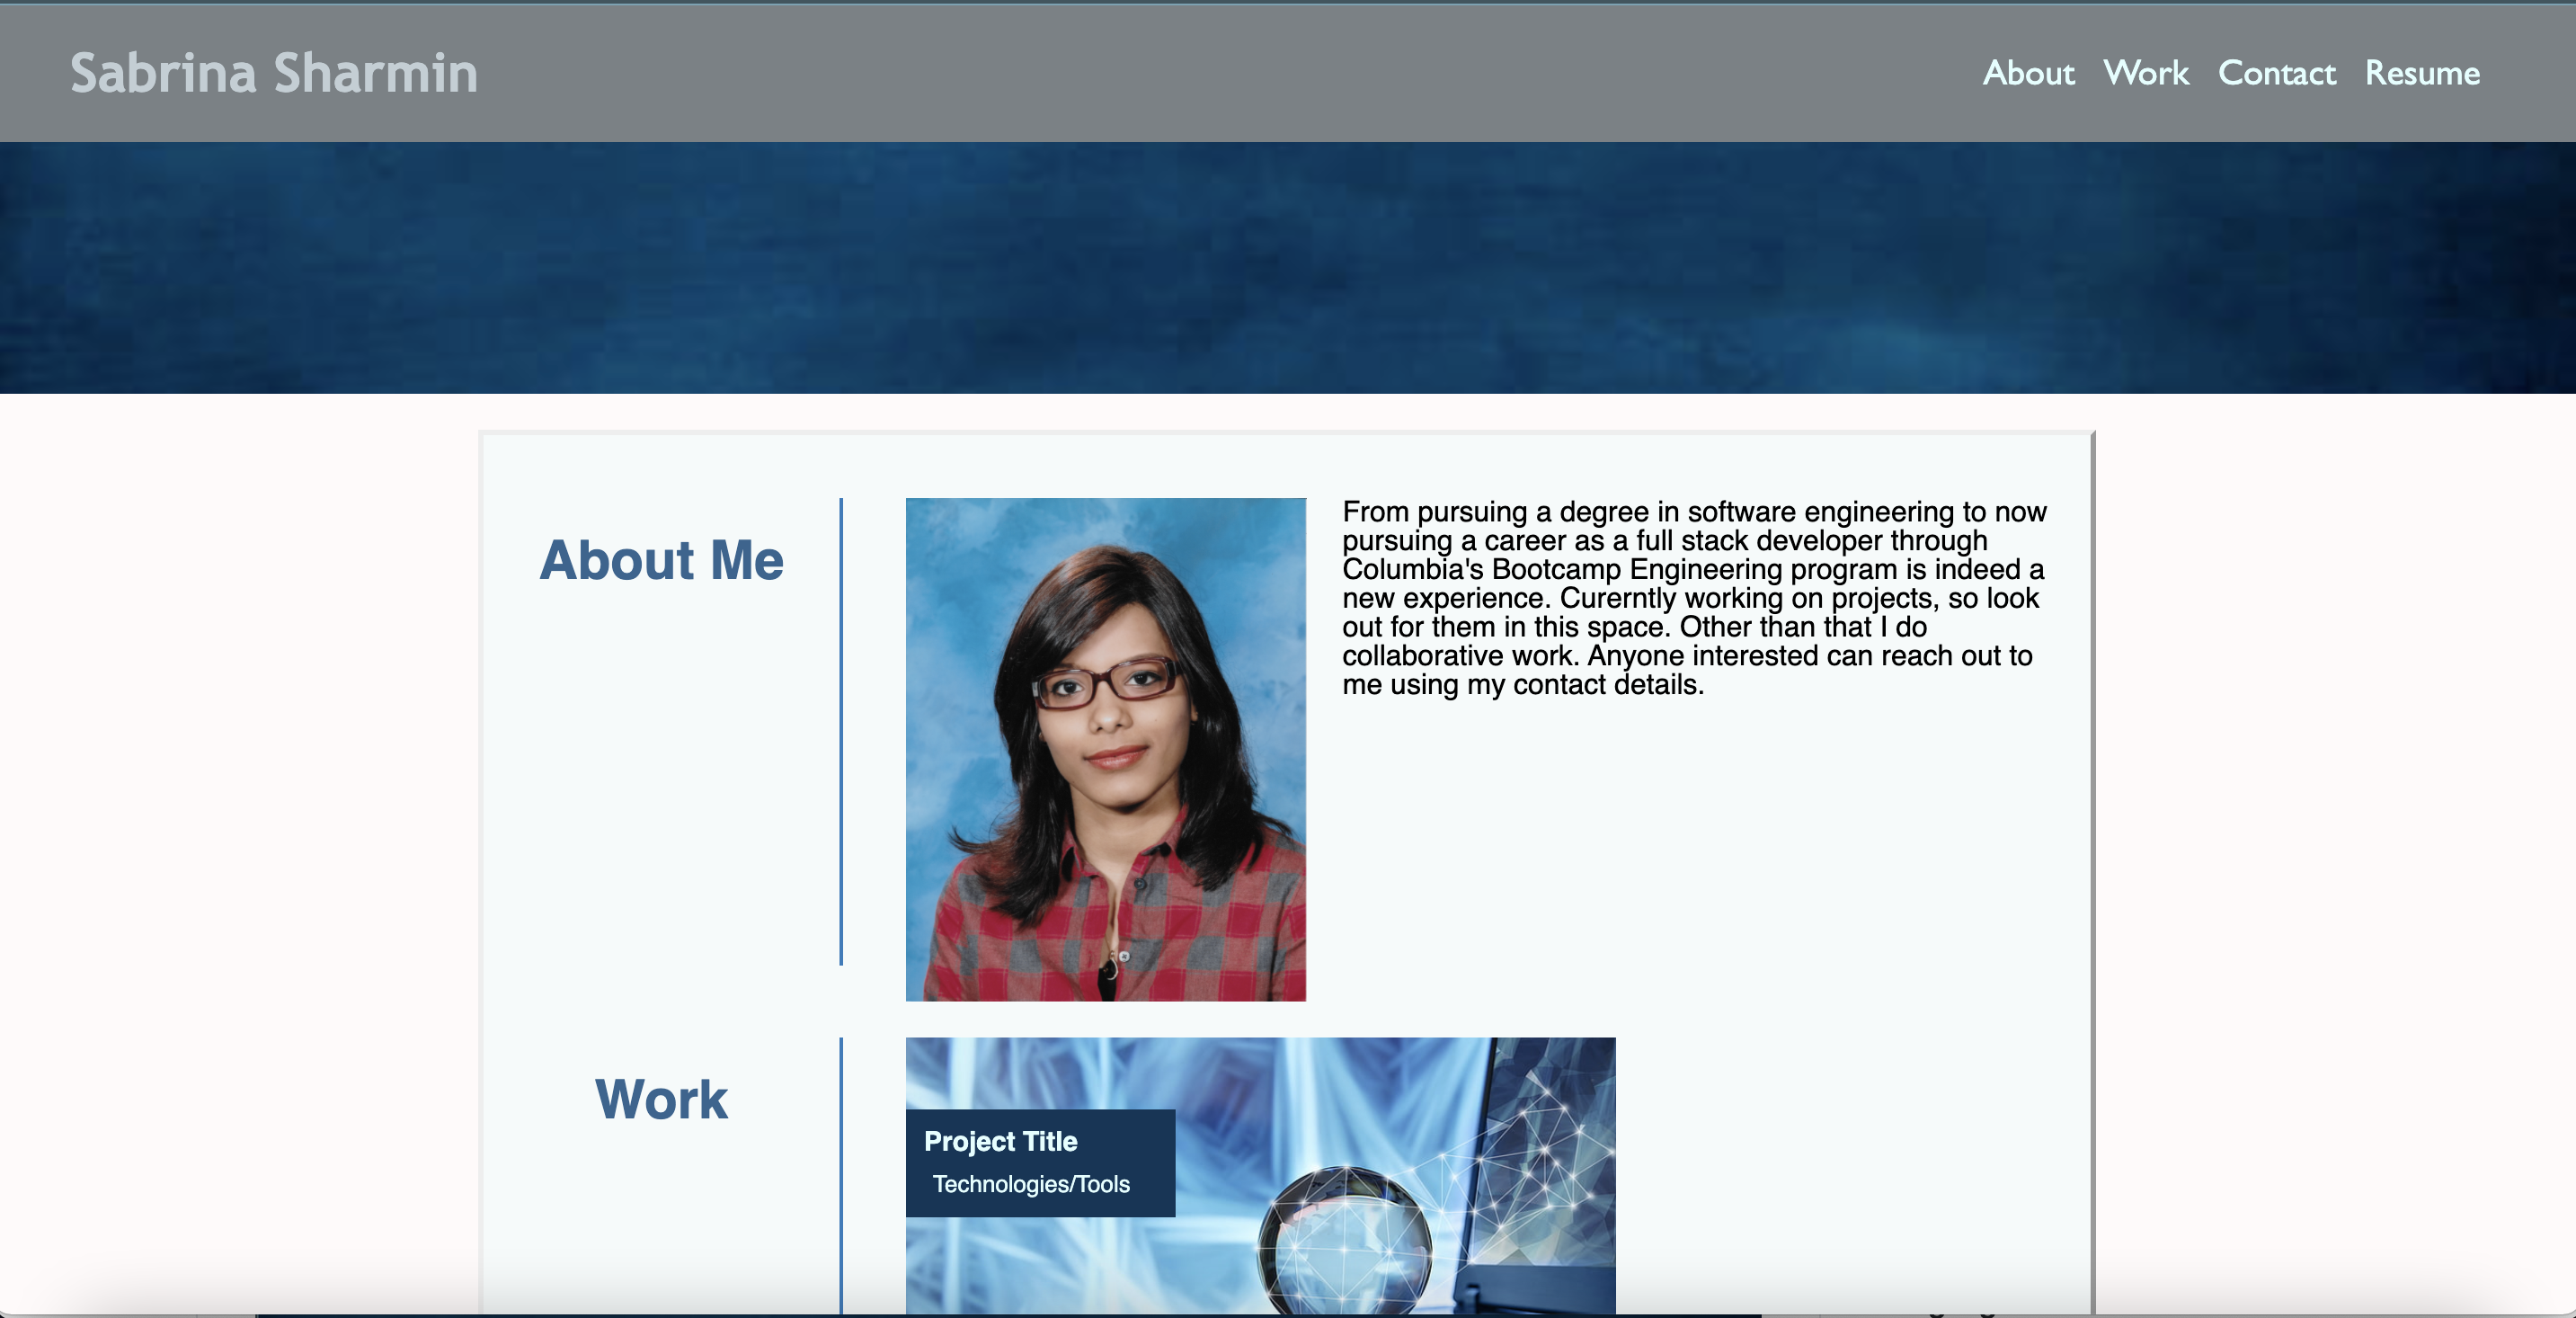 Sabrina Sharmin
About Work Contact Resume
About Me
From pursuing a degree in software engineering to now
pursuing a career as a full stack developer through
Columbia's Bootcamp Engineering program is indeed a
new experience. Curerntly working on projects, so look
out for them in this space. Other than that I do
collaborative work. Anyone interested can reach out to
me using my contact details.
Work
Project Title
Technologies/Tools